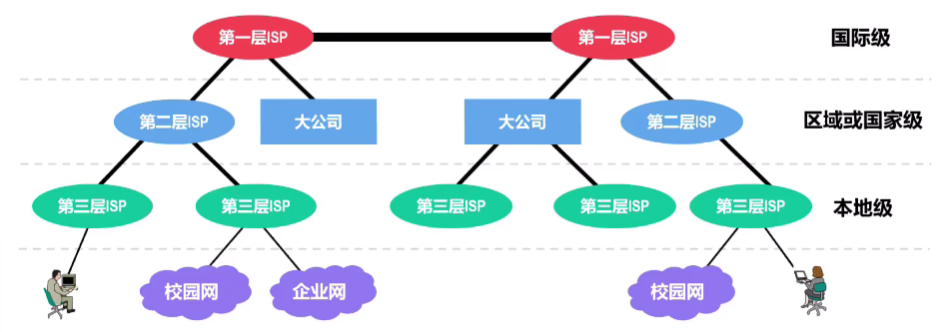 第一层ISP
第一层ISP
国际级
第二层ISP
大公司
大公司
第二层ISP
区域或国家级
第三层ISP
第三层ISP
第三层ISP
第三层ISP
第三层ISP
本地级
校园网
企业网
校园网